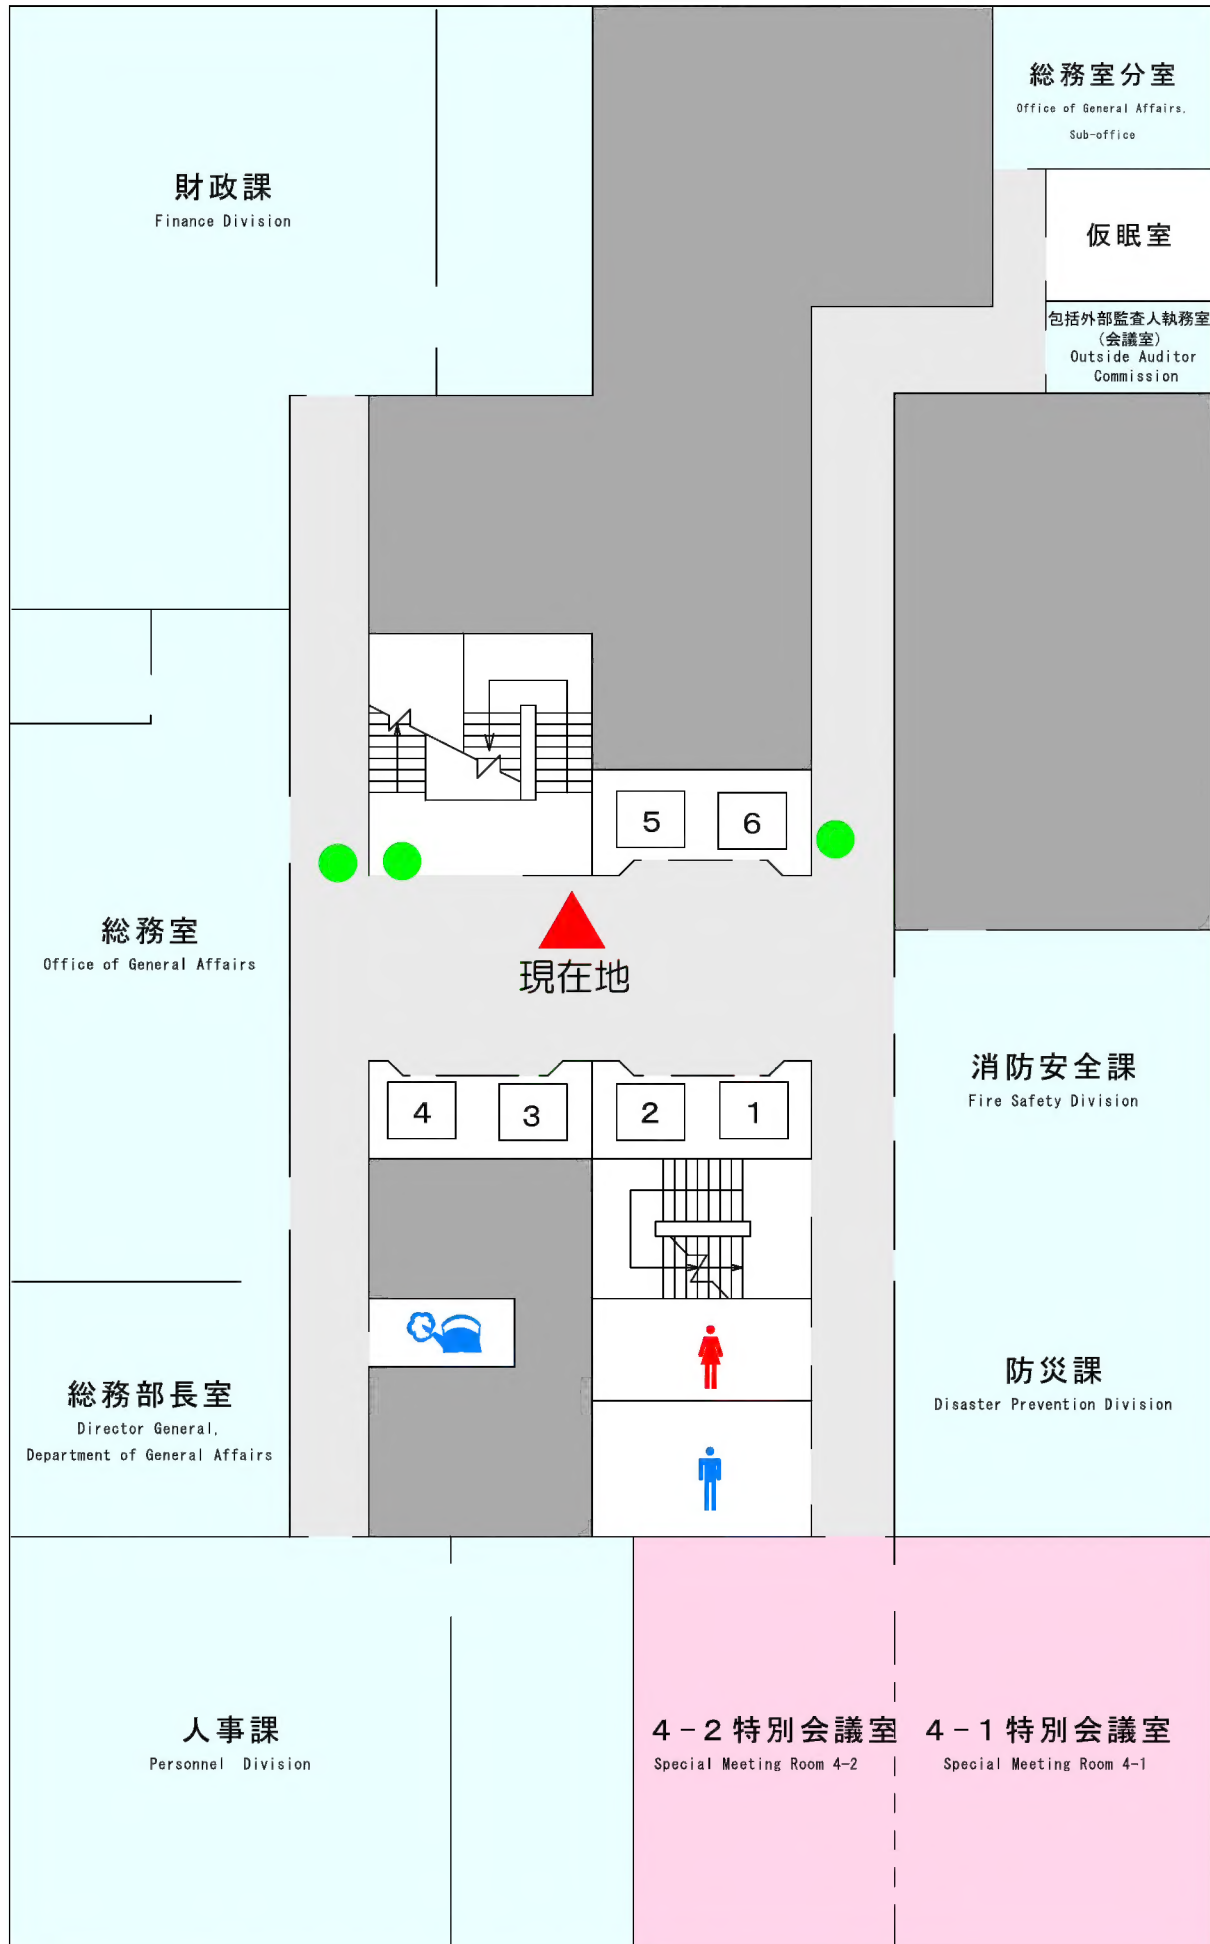 総務室分室
Office of General Affairs,
Sub-office
財政課
Finance Division
仮眠室
包括外部監査人執務室
（会議室）
Outside Auditor
Commission
5
6
総務室
Office of General Affairs
現在地
消防安全課
Fire Safety Division
4
3
2
1
防災課
Disaster Prevention Division
総務部長室
Director General,
Department of General Affairs
人事課
Personnel Division
4-2特別会議室
Special Meeting Room 4-2
4-1特別会議室
Special Meeting Room 4-1